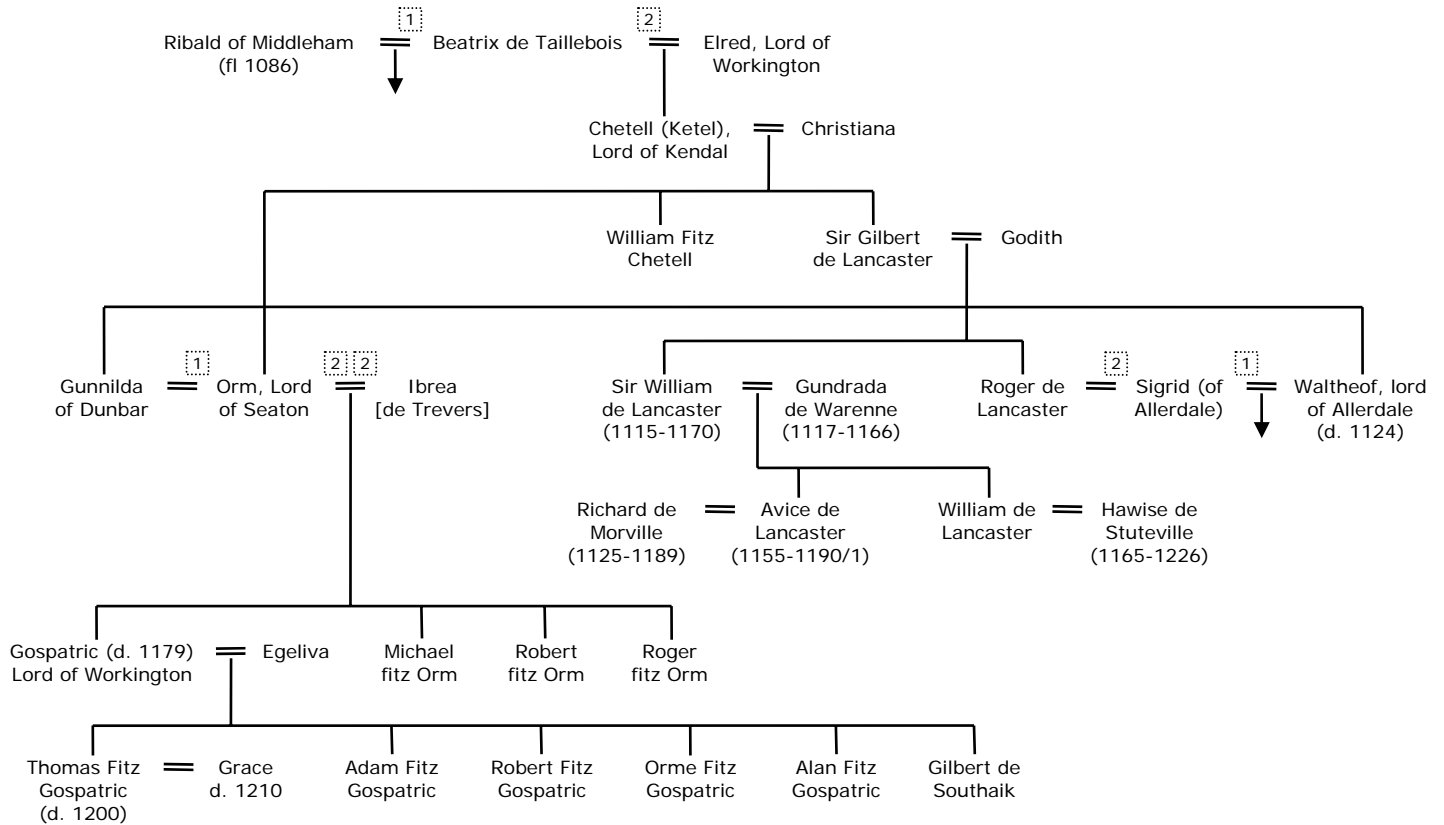 1
2
Ribald of Middleham
(fl 1086)
Beatrix de Taillebois
Elred, Lord of
Workington
Chetell (Ketel),
Lord of Kendal
Christiana
William Fitz
Chetell
Sir Gilbert
de Lancaster
Godith
1
2
2
2
1
Gunnilda
of Dunbar
Orm, Lord
of Seaton
Ibrea
[de Trevers]
Sir William
de Lancaster
(1115-1170)
Gundrada
de Warenne
(1117-1166)
Roger de
Lancaster
Sigrid (of
Allerdale)
Waltheof, lord
of Allerdale
(d. 1124)
Richard de
Morville
(1125-1189)
Avice de
Lancaster
(1155-1190/1)
William de
Lancaster
Hawise de
Stuteville
(1165-1226)
Gospatric (d. 1179)
Lord of Workington
Egeliva
Michael
fitz Orm
Robert
fitz Orm
Roger
fitz Orm
Thomas Fitz
Gospatric
(d. 1200)
Grace
d. 1210
Adam Fitz
Gospatric
Robert Fitz
Gospatric
Orme Fitz
Gospatric
Alan Fitz
Gospatric
Gilbert de
Southaik